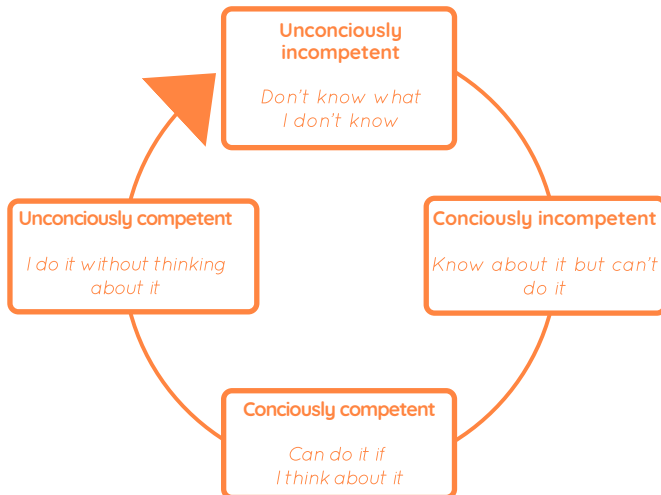 Unconciously
incompetent
Don't know what
I don't know
Conciously incompetent
Know about it but can't
do it
Conciously competent
Can do it if
I think about it
Unconciously competent
I do it without thinking
about it